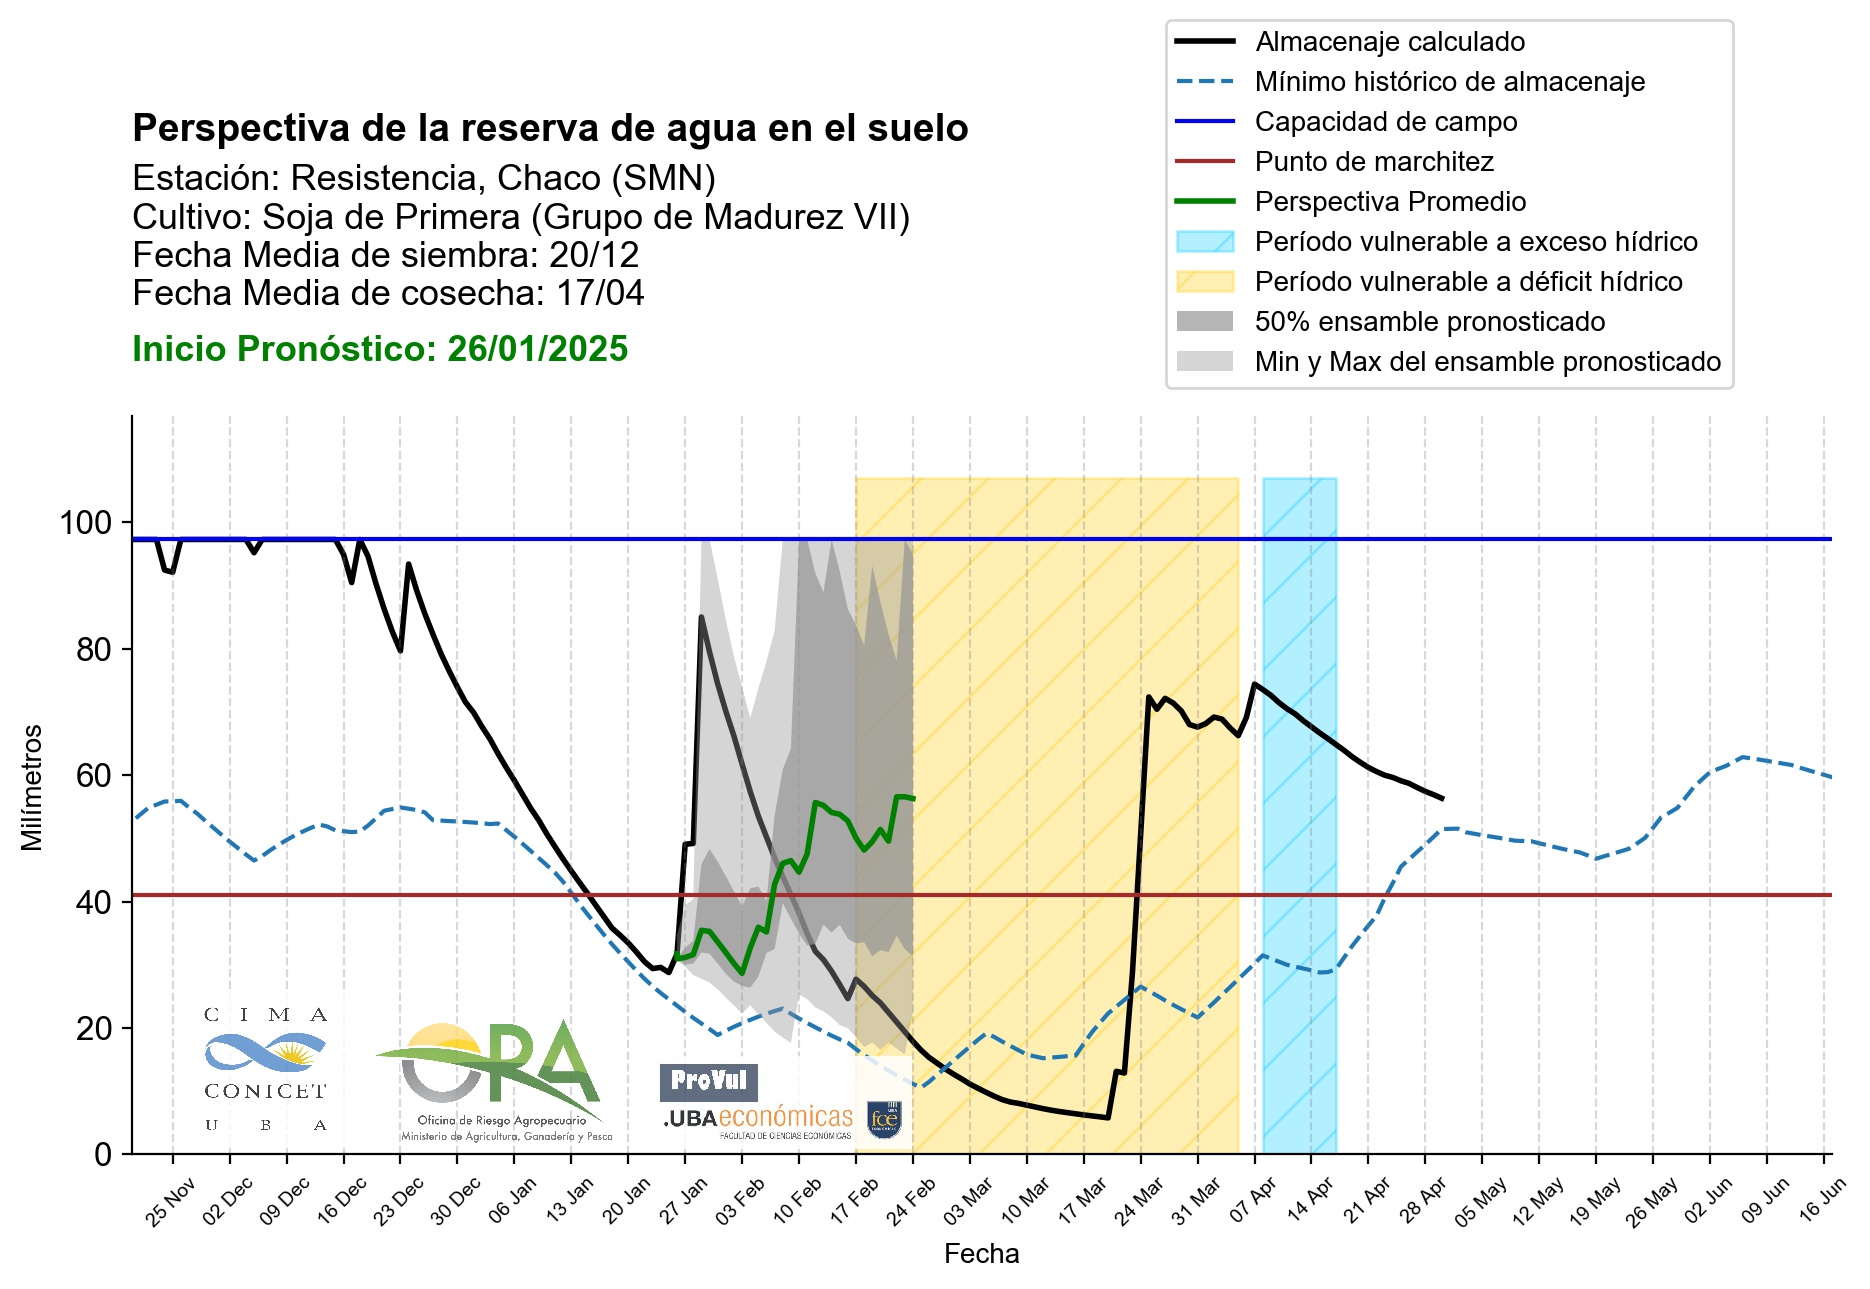 Almacenaje calculado
Mínimo histórico de almacenaje
Capacidad de campo
Punto de marchitez
Perspectiva Promedio
Período vulnerable a exceso hídrico
Período vulnerable a déficit hídrico
50% ensamble pronosticado
Min y Max del ensamble pronosticado
Perspectiva de la reserva de agua en el suelo
Estación: Resistencia, Chaco (SMN)
Cultivo: Soja de Primera (Grupo de Madurez VII)
Fecha Media de siembra: 20/12
Fecha Media de cosecha: 17/04
Inicio Pronóstico: 26/01/2025
Milímetros
100
80
60
40
20
0
CIMA
CONICET
UBA
ORA
Oficina de Riesgo Agropecuario
Ministerio de Agricultura, Ganadería y Pesca
ProVul
.UBAeconómicas
FACULTAD DE CIENCIAS ECONÓMICAS
UBA
fce
ECONÓMICAS
25 Nov
02 Dec
09 Dec
16 Dec
23 Dec
30 Dec
06 Jan
13 Jan
20 Jan
27 Jan
03 Feb
10 Feb
17 Feb
24 Feb
03 Mar
10 Mar
17 Mar
24 Mar
31 Mar
07 Apr
14 Apr
21 Apr
28 Apr
05 May
12 May
19 May
26 May
02 Jun
09 Jun
16 Jun
Fecha